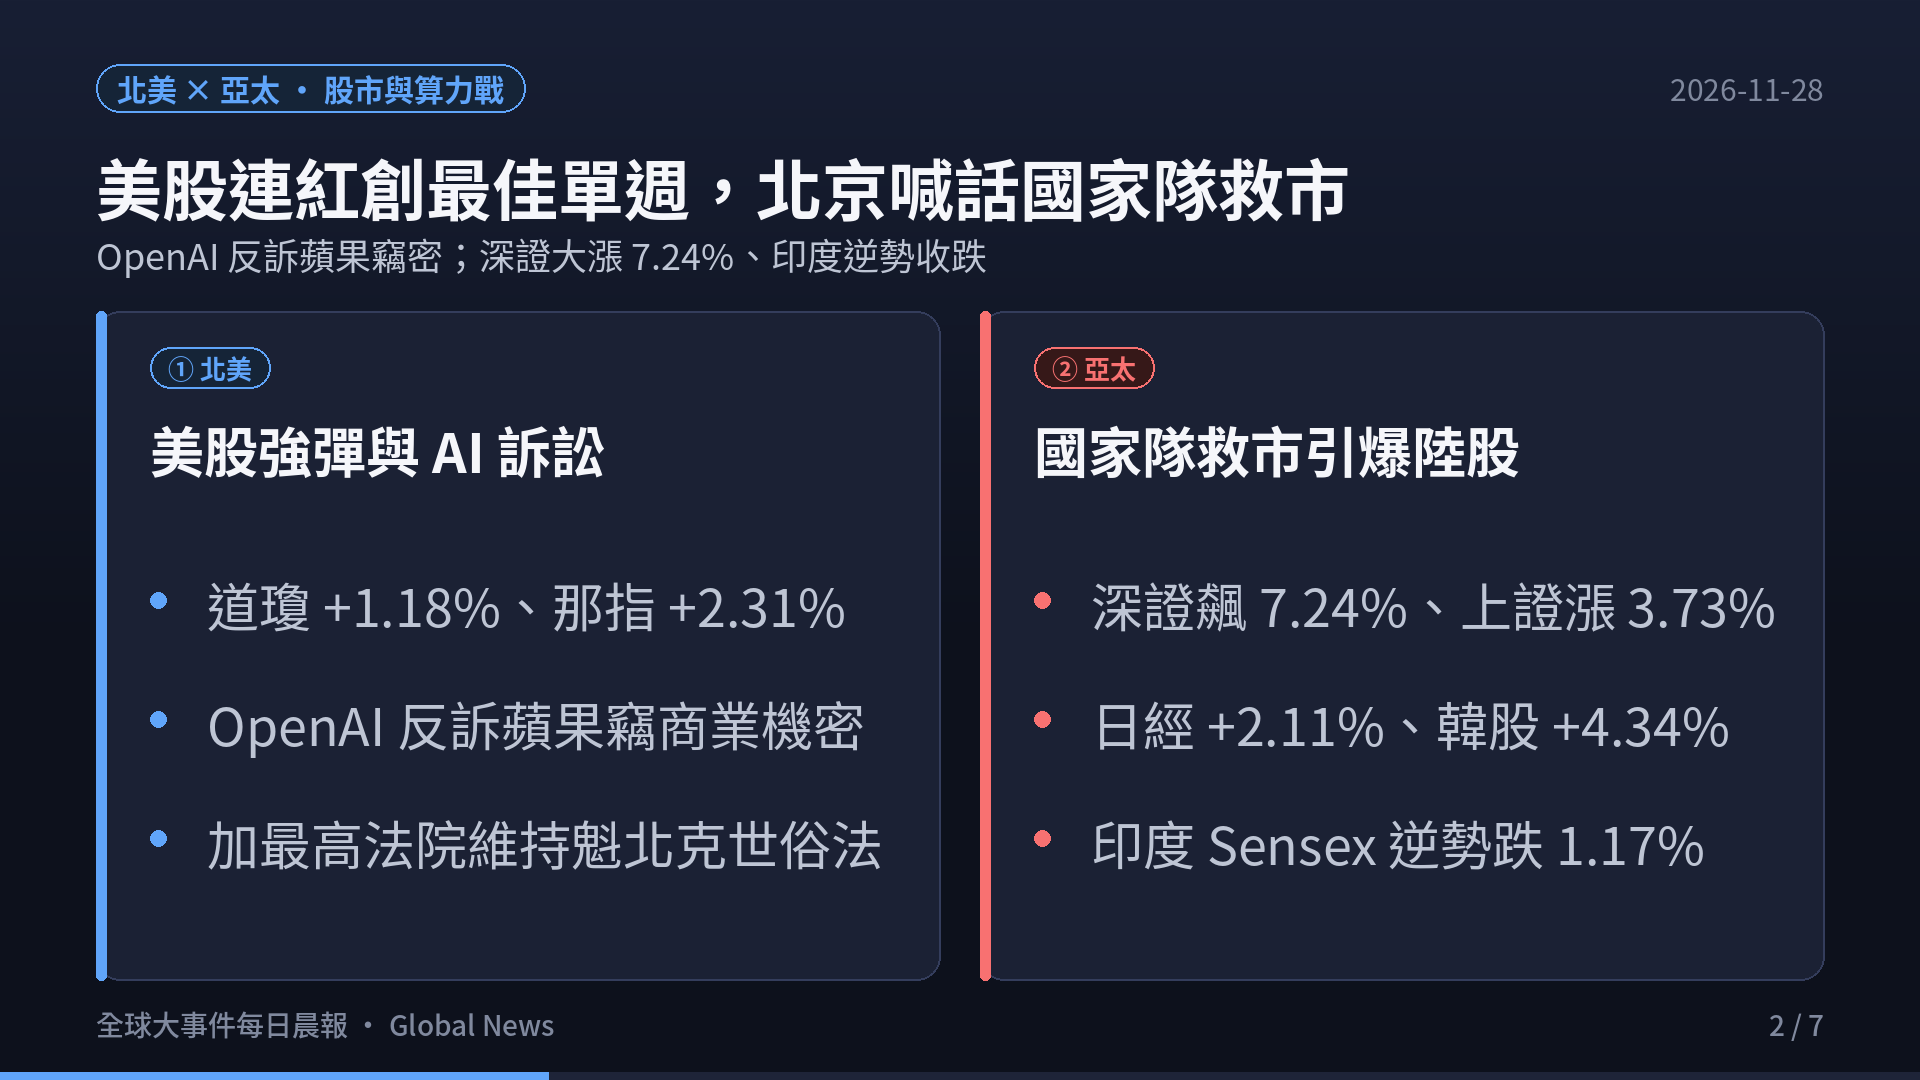 北美 × 亞太 · 股市與算力戰
2026-11-28
美股連紅創最佳單週，北京喊話國家隊救市
OpenAI 反訴蘋果竊密；深證大漲 7.24%、印度逆勢收跌
① 北美
美股強彈與 AI 訴訟
• 道瓊 +1.18%、那指 +2.31%
• OpenAI 反訴蘋果竊商業機密
• 加最高法院維持魁北克世俗法
② 亞太
國家隊救市引爆陸股
• 深證飆 7.24%、上證漲 3.73%
• 日經 +2.11%、韓股 +4.34%
• 印度 Sensex 逆勢跌 1.17%
全球大事件每日晨報 · Global News
2 / 7